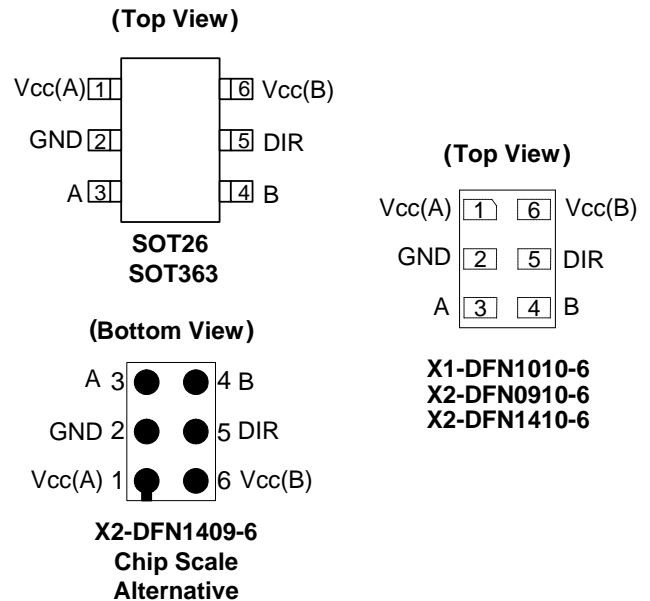 (Top View)
Vcc(A) 1 6 Vcc(B)
GND 2 5 DIR
A 3 4 B
SOT26
SOT363
(Top View)
Vcc(A) 1 6 Vcc(B)
GND 2 5 DIR
A 3 4 B
X1-DFN1010-6
X2-DFN0910-6
X2-DFN1410-6
(Bottom View)
A 3 4 B
GND 2 5 DIR
Vcc(A) 1 6 Vcc(B)
X2-DFN1409-6
Chip Scale
Alternative